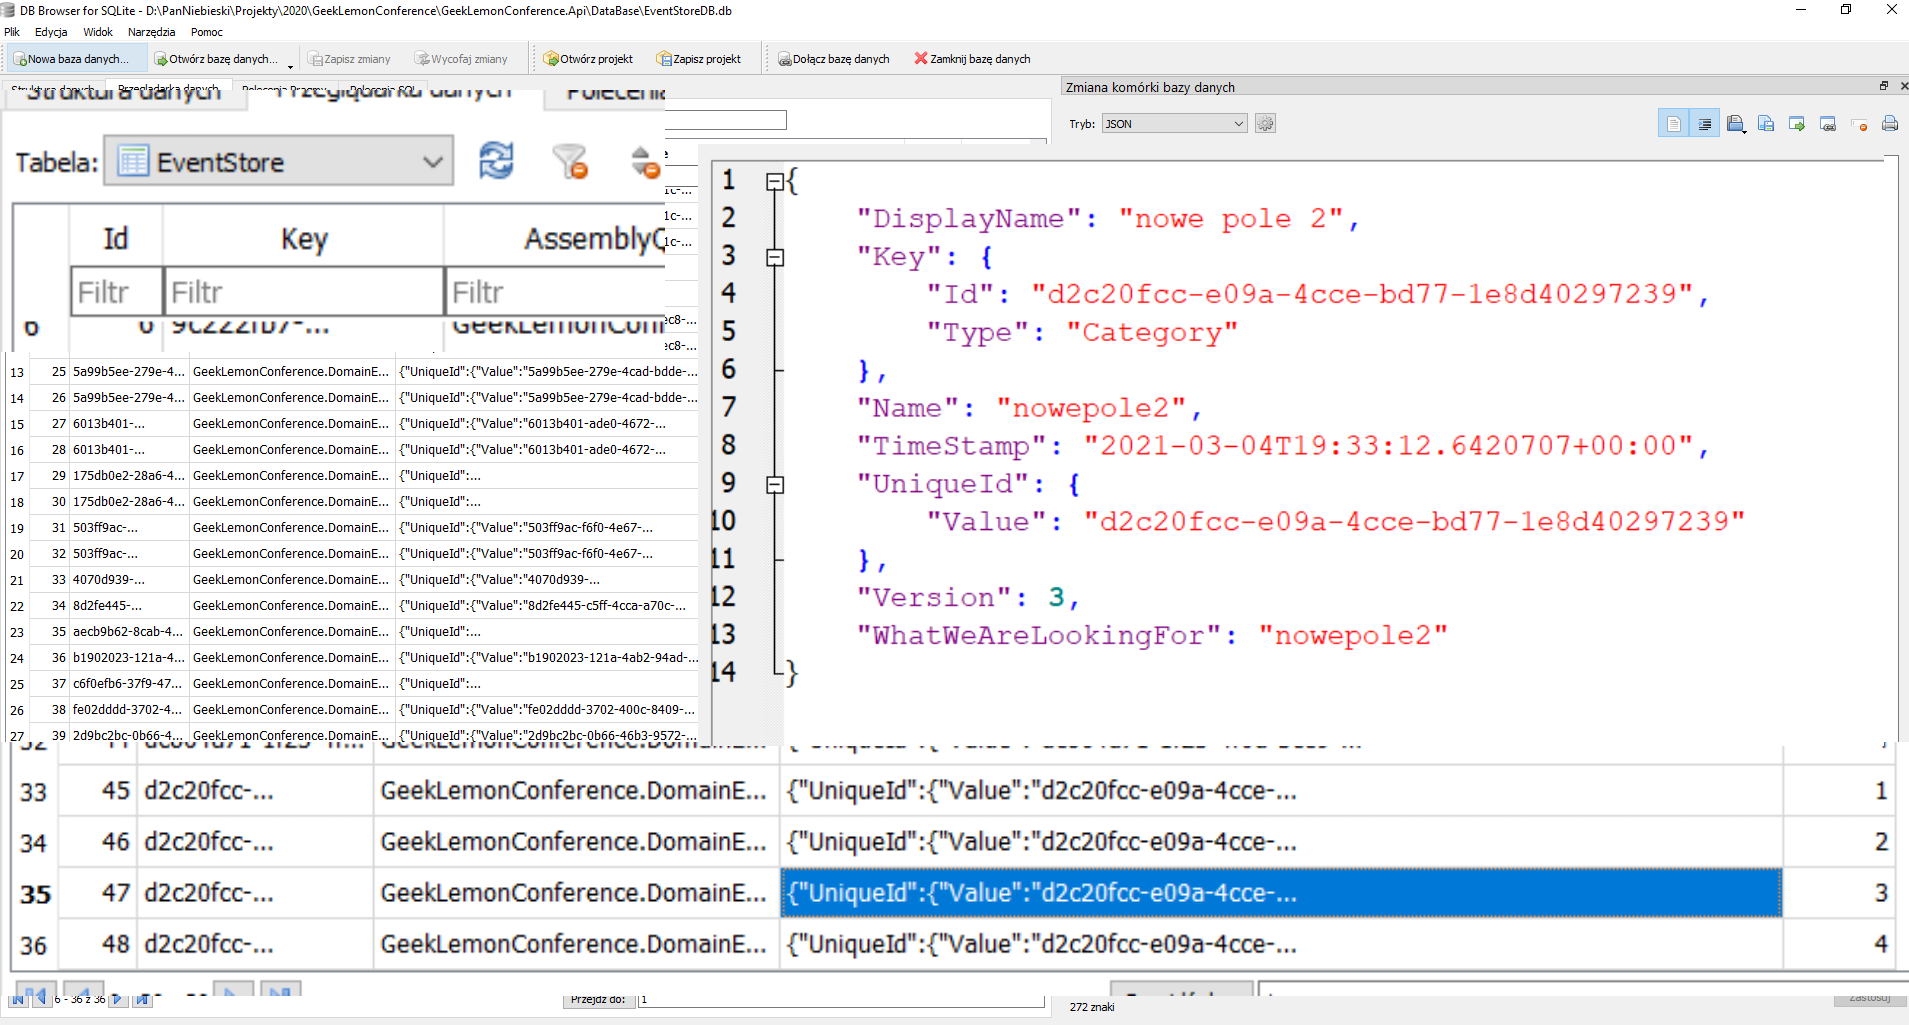 DB Browser for SQLite - D:\PanNiebieski\Projekty\2020\GeekLemonConference\GeekLemonConference.Api\DataBase\EventStoreDB.db
Plik Edycja Widok Narzędzia Pomoc
Nowa baza danych... Otwórz bazę danych... Zapisz zmiany Wycofaj zmiany Otwórz projekt Zapisz projekt Dołącz bazę danych Zamknij bazę danych
Struktura danych Przeglądarka danych Polecenia Pragmy Polecenia SQL
Struktura danych Przeglądarka danych Polecenia
Tabela: EventStore
Id Key AssemblyQ
Filtr Filtr Filtr
6 6 9c222fb7-... GeekLemonConf
1c-...
1c-...
1c-...
ec8-...
ec8-...
13 25 5a99b5ee-279e-4... GeekLemonConference.DomainE... {"UniqueId":{"Value":"5a99b5ee-279e-4cad-bdde-...
14 26 5a99b5ee-279e-4... GeekLemonConference.DomainE... {"UniqueId":{"Value":"5a99b5ee-279e-4cad-bdde-...
15 27 6013b401-... GeekLemonConference.DomainE... {"UniqueId":{"Value":"6013b401-ade0-4672-...
16 28 6013b401-... GeekLemonConference.DomainE... {"UniqueId":{"Value":"6013b401-ade0-4672-...
17 29 175db0e2-28a6-4... GeekLemonConference.DomainE... {"UniqueId":...
18 30 175db0e2-28a6-4... GeekLemonConference.DomainE... {"UniqueId":...
19 31 503ff9ac-... GeekLemonConference.DomainE... {"UniqueId":{"Value":"503ff9ac-f6f0-4e67-...
20 32 503ff9ac-... GeekLemonConference.DomainE... {"UniqueId":{"Value":"503ff9ac-f6f0-4e67-...
21 33 4070d939-... GeekLemonConference.DomainE... {"UniqueId":{"Value":"4070d939-...
22 34 8d2fe445-... GeekLemonConference.DomainE... {"UniqueId":{"Value":"8d2fe445-c5ff-4cca-a70c-...
23 35 aecb9b62-8cab-4... GeekLemonConference.DomainE... {"UniqueId":...
24 36 b1902023-121a-4... GeekLemonConference.DomainE... {"UniqueId":{"Value":"b1902023-121a-4ab2-94ad-...
25 37 c6f0efb6-37f9-47... GeekLemonConference.DomainE... {"UniqueId":...
26 38 fe02dddd-3702-4... GeekLemonConference.DomainE... {"UniqueId":{"Value":"fe02dddd-3702-400c-8409-...
27 39 2d9bc2bc-0b66-4... GeekLemonConference.DomainE... {"UniqueId":{"Value":"2d9bc2bc-0b66-46b3-9572-...
33 45 d2c20fcc-... GeekLemonConference.DomainE... {"UniqueId":{"Value":"d2c20fcc-e09a-4cce-... 1
34 46 d2c20fcc-... GeekLemonConference.DomainE... {"UniqueId":{"Value":"d2c20fcc-e09a-4cce-... 2
35 47 d2c20fcc-... GeekLemonConference.DomainE... {"UniqueId":{"Value":"d2c20fcc-e09a-4cce-... 3
36 48 d2c20fcc-... GeekLemonConference.DomainE... {"UniqueId":{"Value":"d2c20fcc-e09a-4cce-... 4
6 - 36 z 36 Przejdź do: 1
Zmiana komórki bazy danych
Tryb: JSON
1 {
2 "DisplayName": "nowe pole 2",
3 "Key": {
4 "Id": "d2c20fcc-e09a-4cce-bd77-1e8d40297239",
5 "Type": "Category"
6 },
7 "Name": "nowepole2",
8 "TimeStamp": "2021-03-04T19:33:12.6420707+00:00",
9 "UniqueId": {
10 "Value": "d2c20fcc-e09a-4cce-bd77-1e8d40297239"
11 },
12 "Version": 3,
13 "WhatWeAreLookingFor": "nowepole2"
14 }
272 znaki
Zastosuj